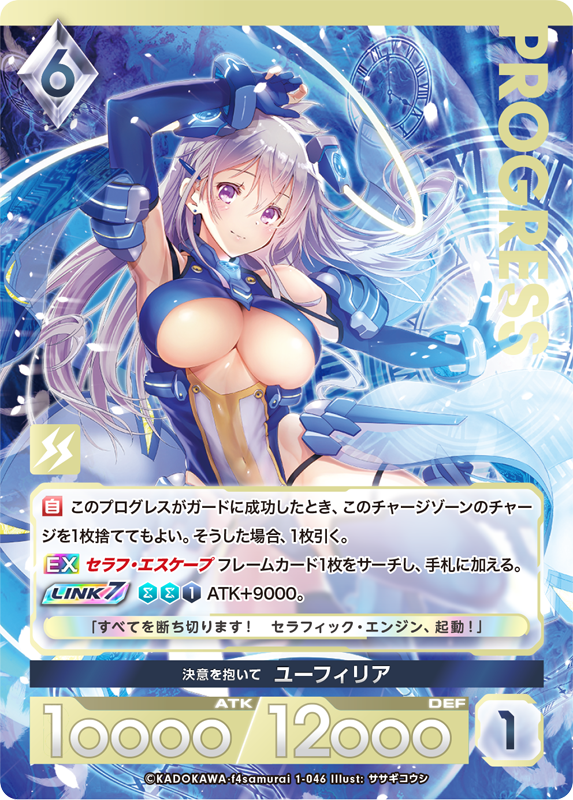 6
PROGRESS
自 このプログレスがガードに成功したとき、このチャージゾーンのチャー
ジを1枚捨ててもよい。そうした場合、1枚引く。
EX セラフ・エスケープ フレームカード1枚をサーチし、手札に加える。
LINK 7 Σ Σ 1 ATK+9000。
「すべてを断ち切ります! セラフィック・エンジン、起動!」
決意を抱いて ユーフィリア
ATK DEF
10000/12000 1
©KADOKAWA-f4samurai 1-046 Illust: ササギコウシ